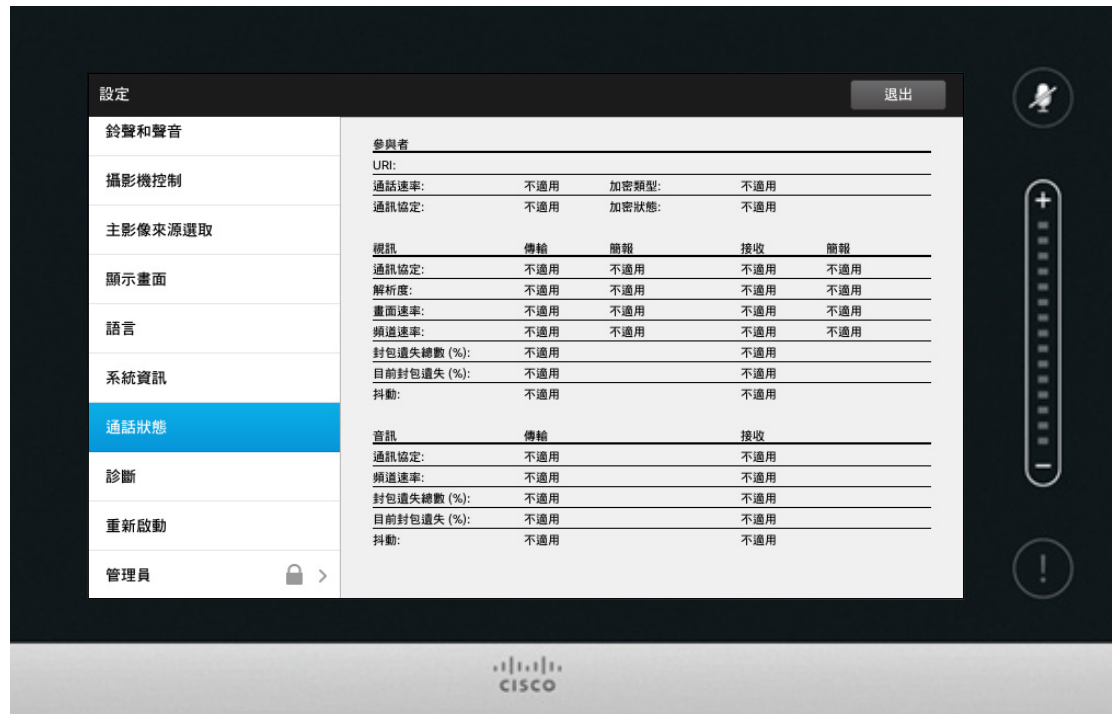 設定
退出
鈴聲和聲音
攝影機控制
主影像來源選取
顯示畫面
語言
系統資訊
通話狀態
診斷
重新啟動
管理員
參與者
URI:
通話速率: 不適用 加密類型: 不適用
通訊協定: 不適用 加密狀態: 不適用
視訊 傳輸 簡報 接收 簡報
通訊協定: 不適用 不適用 不適用 不適用
解析度: 不適用 不適用 不適用 不適用
畫面速率: 不適用 不適用 不適用 不適用
頻道速率: 不適用 不適用 不適用 不適用
封包遺失總數 (%): 不適用 不適用
目前封包遺失 (%): 不適用 不適用
抖動: 不適用 不適用
音訊 傳輸 接收
通訊協定: 不適用 不適用
頻道速率: 不適用 不適用
封包遺失總數 (%): 不適用 不適用
目前封包遺失 (%): 不適用 不適用
抖動: 不適用 不適用
+
−
!
CISCO